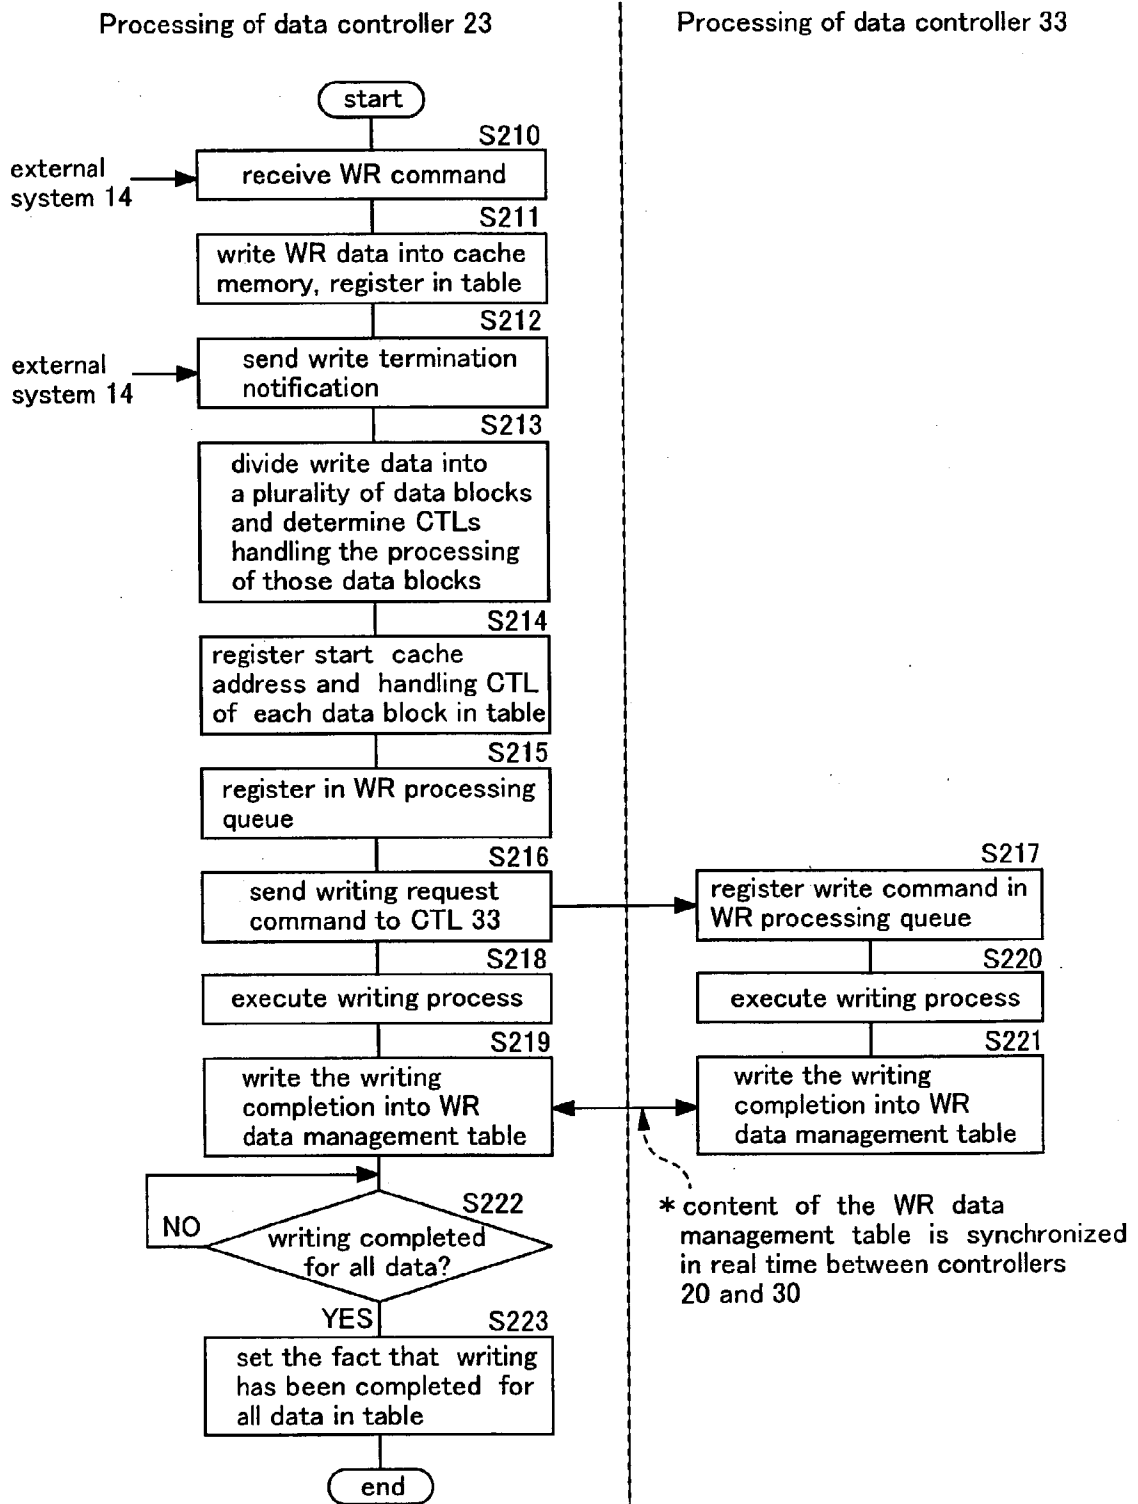 Processing of data controller 23
Processing of data controller 33
start
S210
external
system 14
receive WR command
S211
write WR data into cache
memory, register in table
S212
external
system 14
send write termination
notification
S213
divide write data into
a plurality of data blocks
and determine CTLs
handling the processing
of those data blocks
S214
register start cache
address and handling CTL
of each data block in table
S215
register in WR processing
queue
S216
send writing request
command to CTL 33
S217
register write command in
WR processing queue
S218
execute writing process
S220
execute writing process
S219
write the writing
completion into WR
data management table
S221
write the writing
completion into WR
data management table
* content of the WR data
management table is synchronized
in real time between controllers
20 and 30
S222
NO
writing completed
for all data?
YES
S223
set the fact that writing
has been completed for
all data in table
end